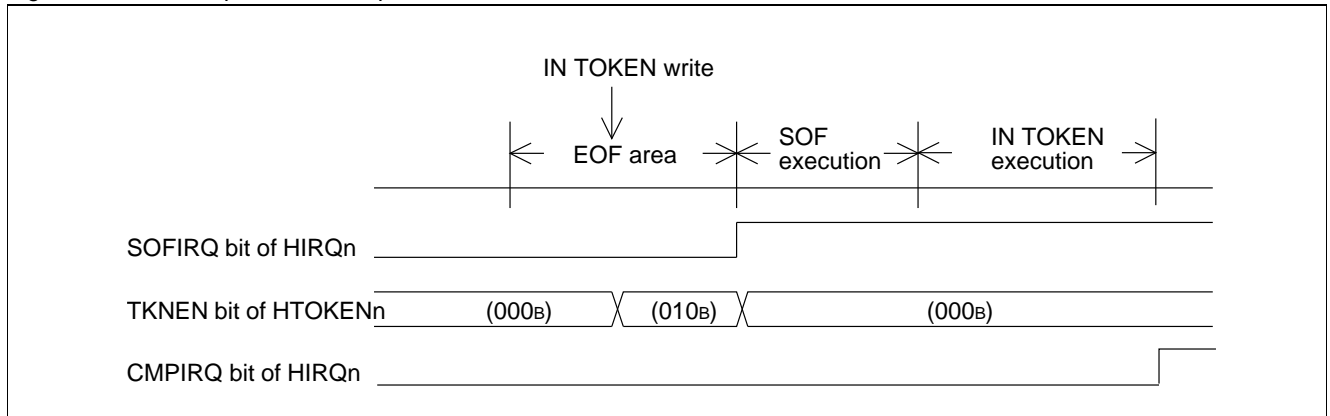 IN TOKEN write
EOF area
SOF
execution
IN TOKEN
execution
SOFIRQ bit of HIRQn
TKNEN bit of HTOKENn (000B) (010B) (000B)
CMPIRQ bit of HIRQn